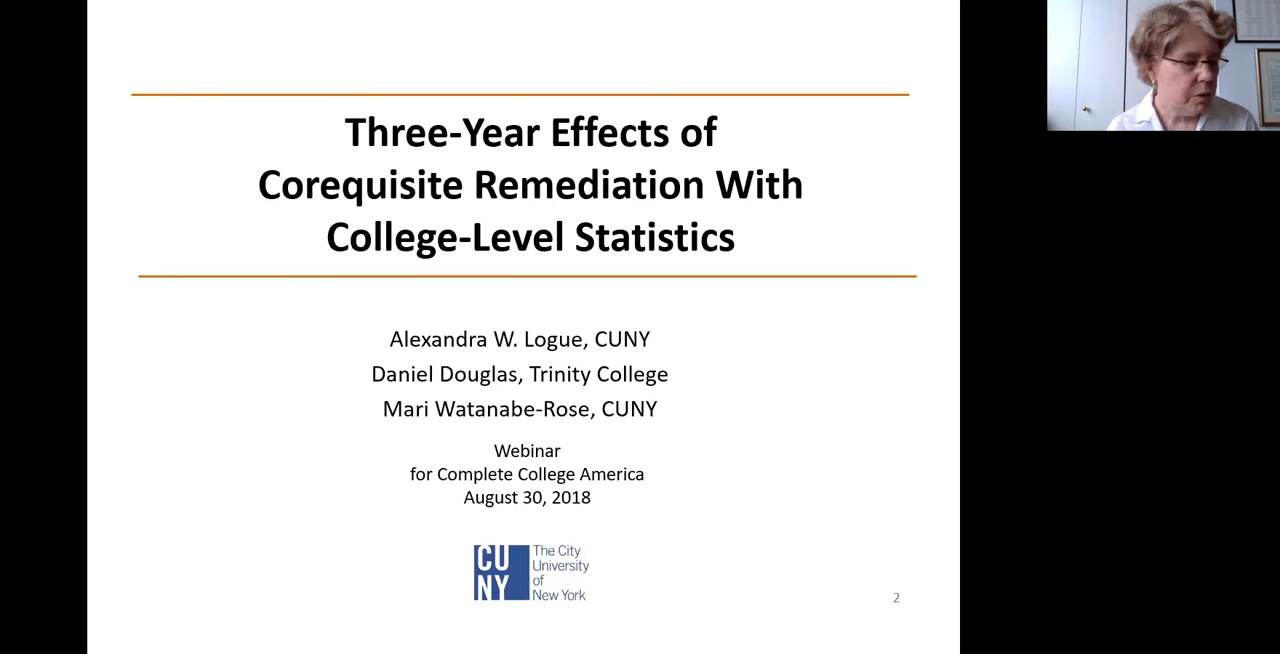 Three-Year Effects of
Corequisite Remediation With
College-Level Statistics
Alexandra W. Logue, CUNY
Daniel Douglas, Trinity College
Mari Watanabe-Rose, CUNY
Webinar
for Complete College America
August 30, 2018
CU
NY
The City
University
of
New York
2